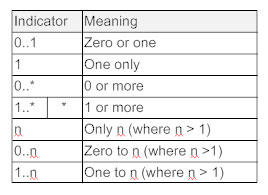 Indicator Meaning
0..1 Zero or one
1 One only
0..* 0 or more
1..* * 1 or more
n Only n (where n > 1)
0..n Zero to n (where n >1)
1..n One to n (where n > 1)